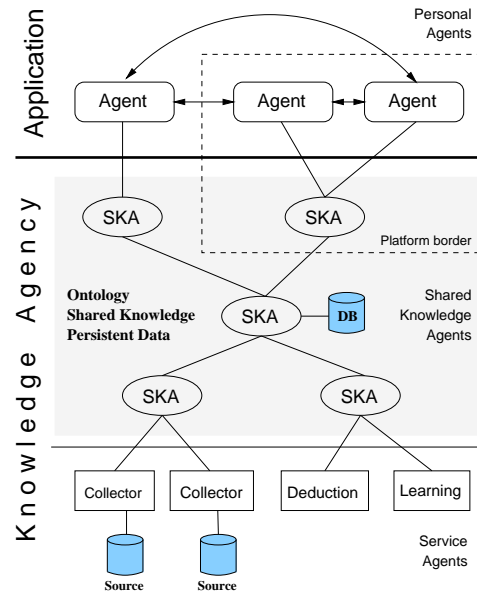 Personal
Agents
Application
Agent
Agent
Agent
SKA
SKA
Platform border
Knowledge Agency
Ontology
Shared Knowledge
Persistent Data
SKA
DB
Shared
Knowledge
Agents
SKA
SKA
Collector
Collector
Deduction
Learning
Source
Source
Service
Agents